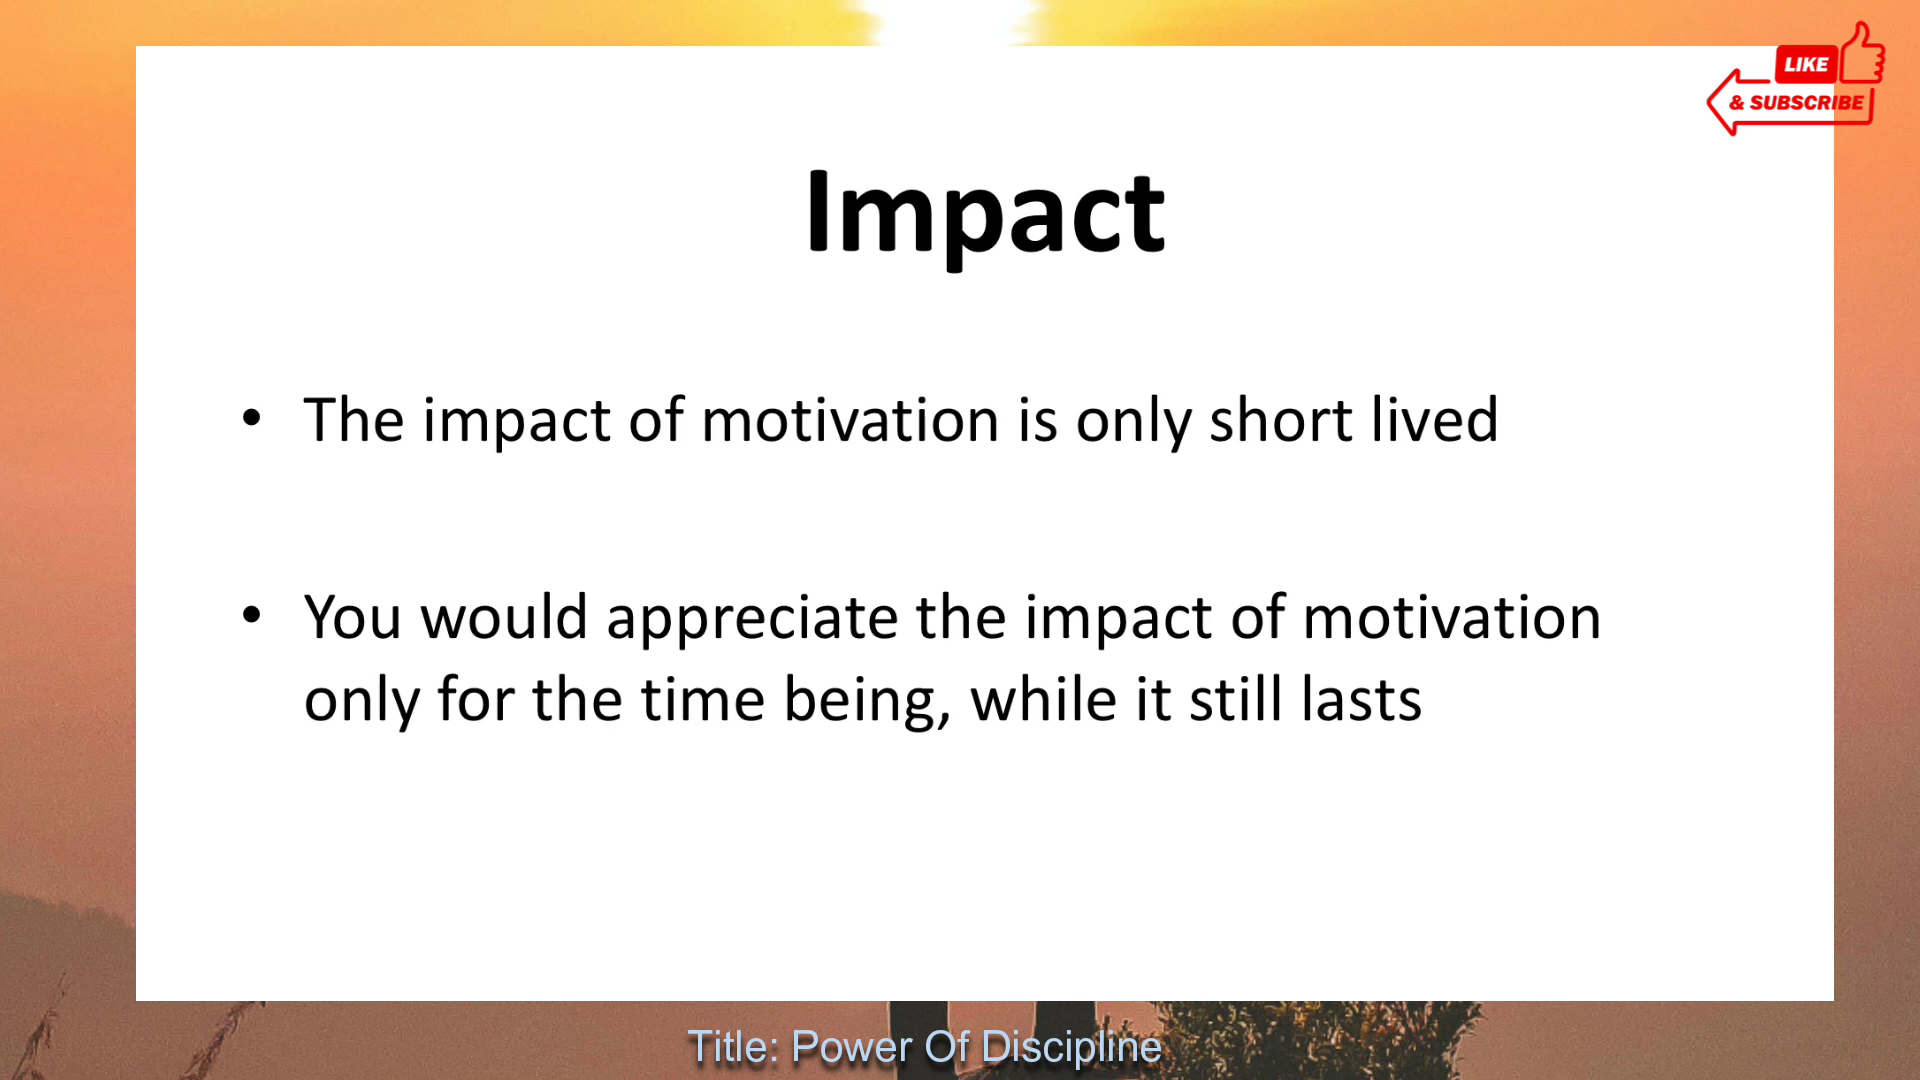 LIKE
& SUBSCRIBE
Impact
• The impact of motivation is only short lived
• You would appreciate the impact of motivation
only for the time being, while it still lasts
Title: Power Of Discipline